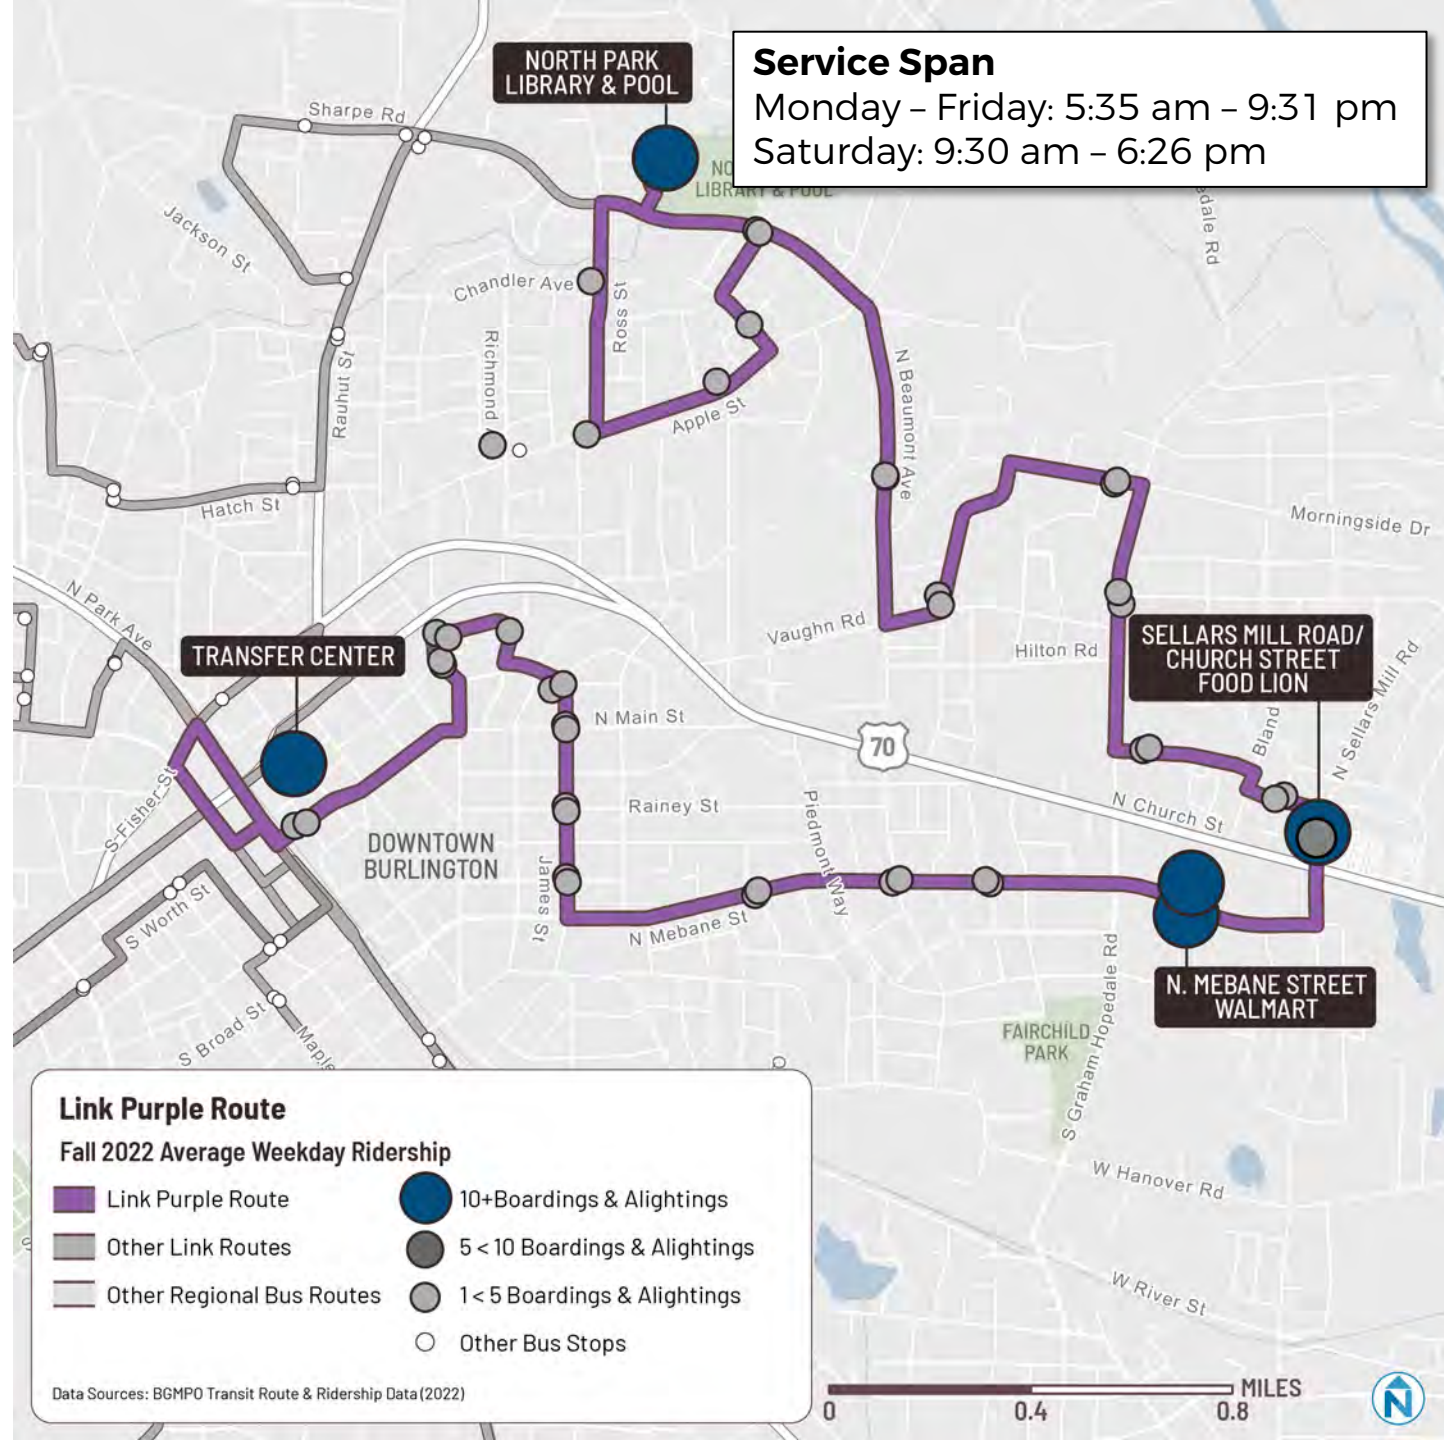 NORTH PARK
LIBRARY & POOL
Service Span
Monday – Friday: 5:35 am – 9:31 pm
Saturday: 9:30 am – 6:26 pm
Sharpe Rd
LIBRARY & POOL
Jackson St
Chandler Ave
Ross St
Richmond
Rauhut St
Apple St
N Beaumont Ave
Hatch St
Morningside Dr
N Park Ave
TRANSFER CENTER
Vaughn Rd
Hilton Rd
SELLARS MILL ROAD/
CHURCH STREET
FOOD LION
N Sellars Mill Rd
Bland
N Main St
70
S Fisher St
Rainey St
Piedmont Way
N Church St
DOWNTOWN
BURLINGTON
James St
S Worth St
N Mebane St
N. MEBANE STREET
WALMART
S Graham Hopedale Rd
FAIRCHILD
PARK
S Broad St
Maple
W Hanover Rd
W River St
Link Purple Route
Fall 2022 Average Weekday Ridership
Link Purple Route
Other Link Routes
Other Regional Bus Routes
10+Boardings & Alightings
5 < 10 Boardings & Alightings
1 < 5 Boardings & Alightings
Other Bus Stops
Data Sources: BGMPO Transit Route & Ridership Data (2022)
MILES
0 0.4 0.8
N